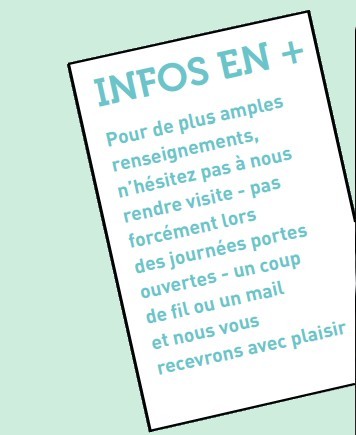 INFOS EN +
Pour de plus amples
renseignements,
n'hésitez pas à nous
rendre visite - pas
forcément lors
des journées portes
ouvertes - un coup
de fil ou un mail
et nous vous
recevrons avec plaisir